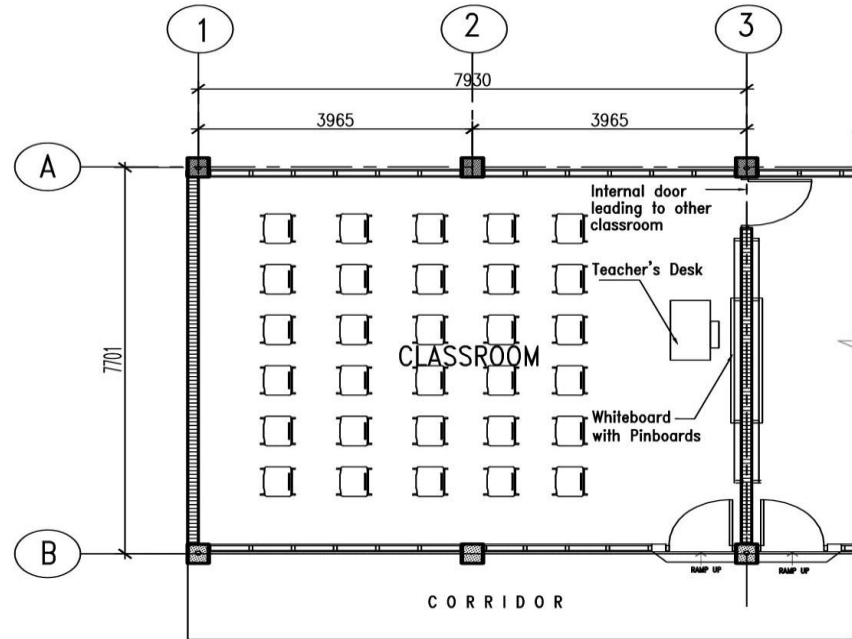 1
2
3
7930
3965
3965
A
Internal door
leading to other
classroom
Teacher's Desk
CLASSROOM
7701
Whiteboard
with Pinboards
B
RAMP UP
RAMP UP
CORRIDOR